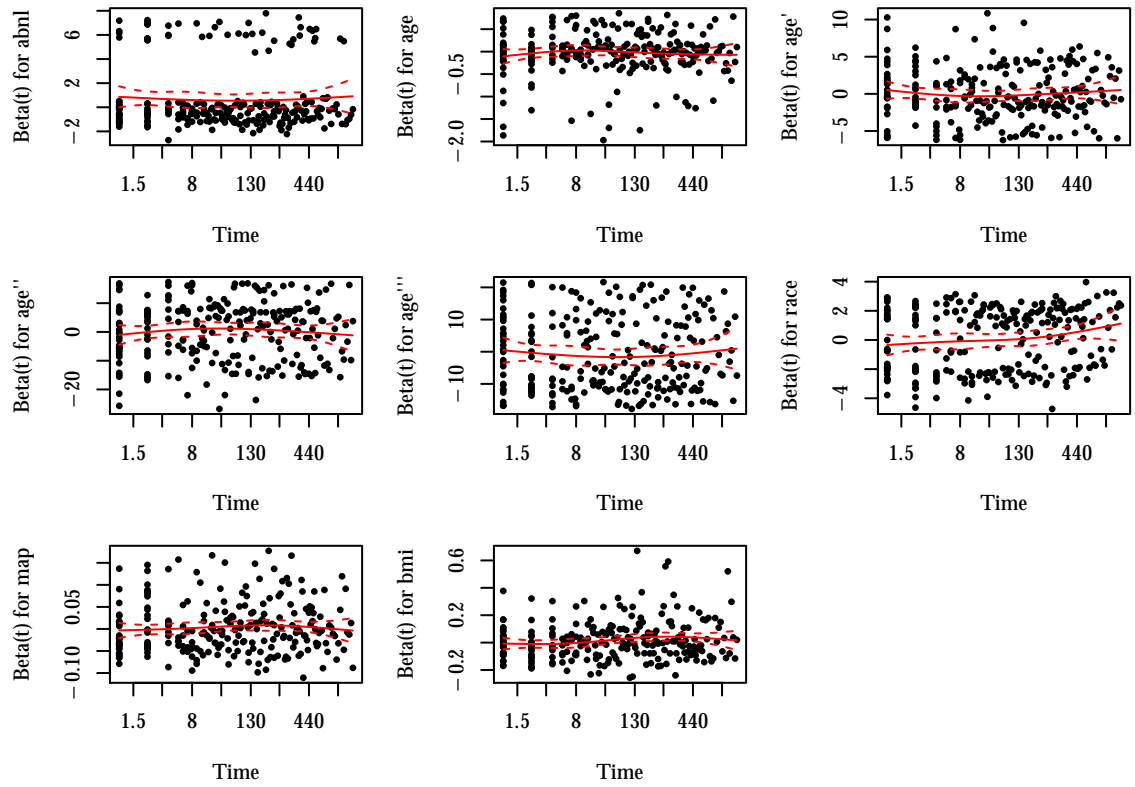 Beta(t) for abnl
−2 2 6
1.5 8 130 440
Time
Beta(t) for age
−2.0 −0.5
1.5 8 130 440
Time
Beta(t) for age'
−5 0 5 10
1.5 8 130 440
Time
Beta(t) for age''
−20 0
1.5 8 130 440
Time
Beta(t) for age'''
−10 10
1.5 8 130 440
Time
Beta(t) for race
−4 0 2 4
1.5 8 130 440
Time
Beta(t) for map
−0.10 0.05
1.5 8 130 440
Time
Beta(t) for bmi
−0.2 0.2 0.6
1.5 8 130 440
Time